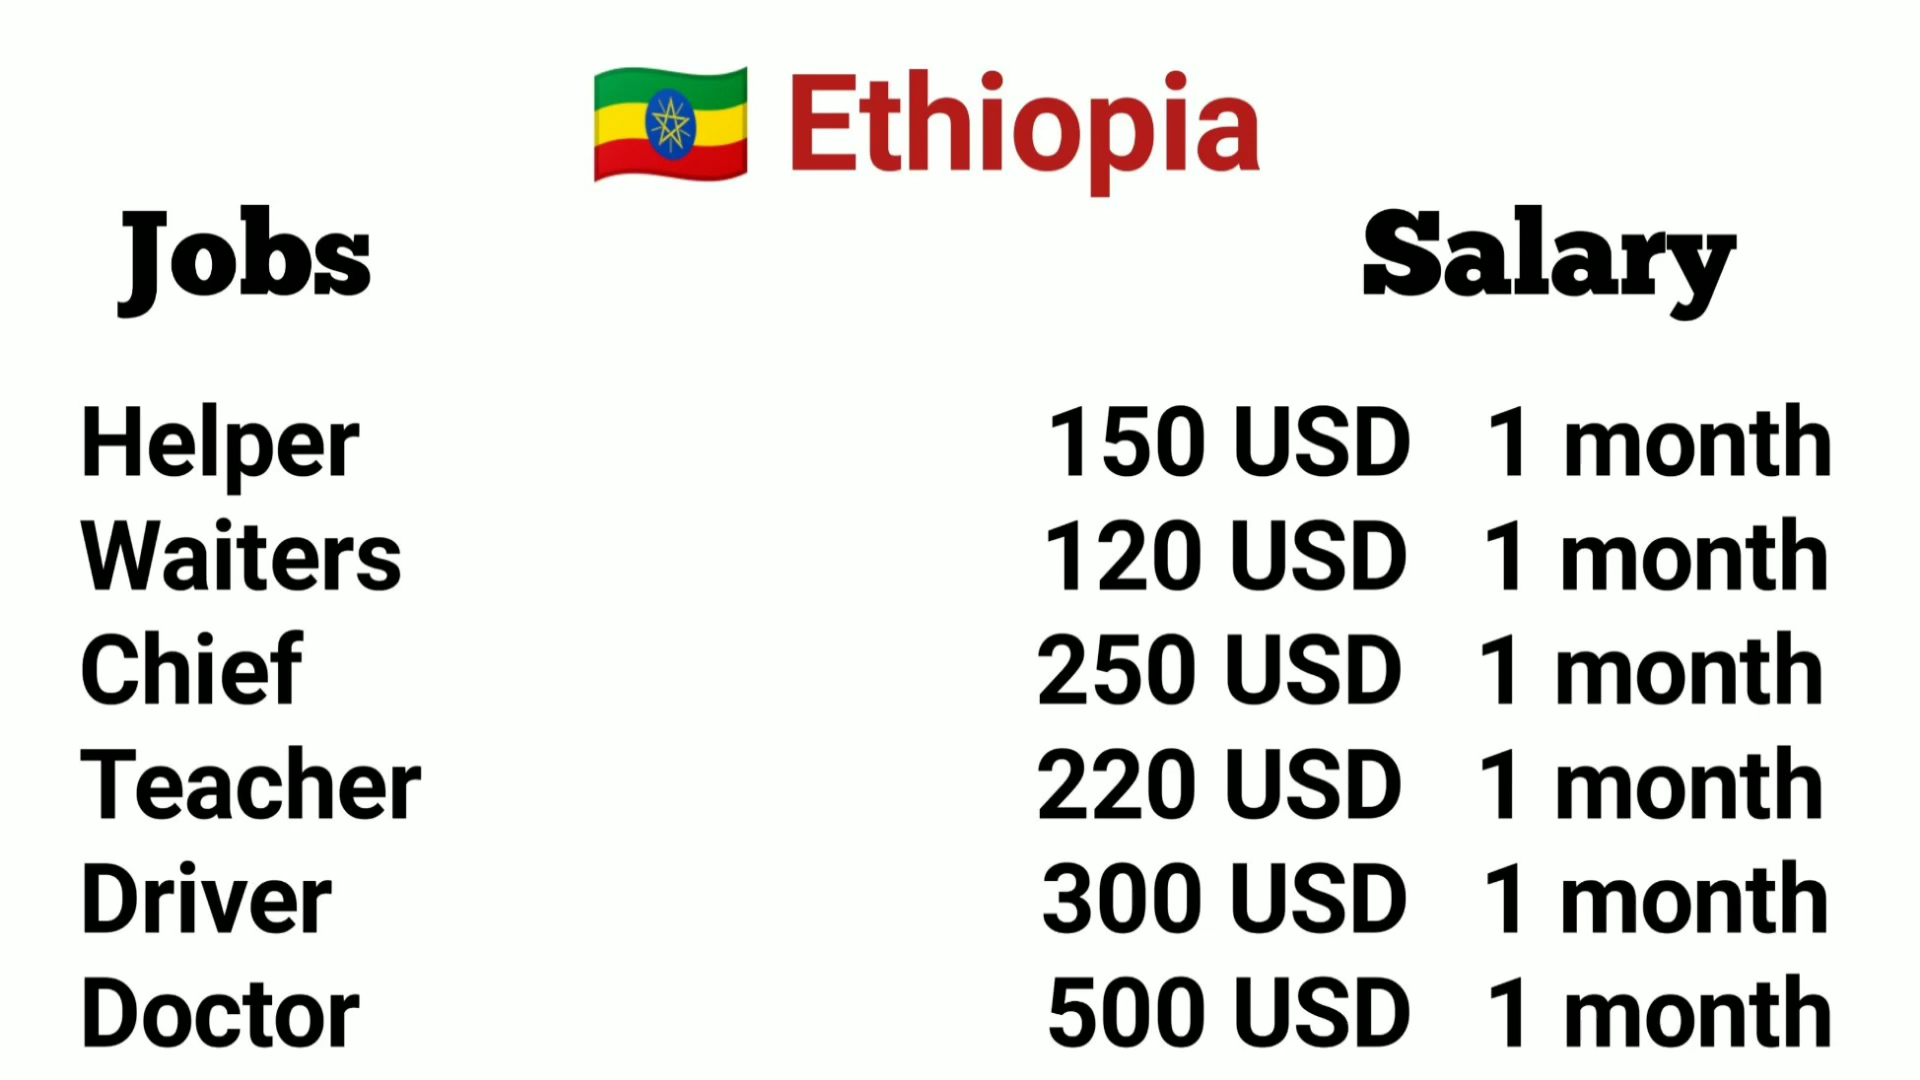 Ethiopia
Jobs Salary
Helper 150 USD 1 month
Waiters 120 USD 1 month
Chief 250 USD 1 month
Teacher 220 USD 1 month
Driver 300 USD 1 month
Doctor 500 USD 1 month